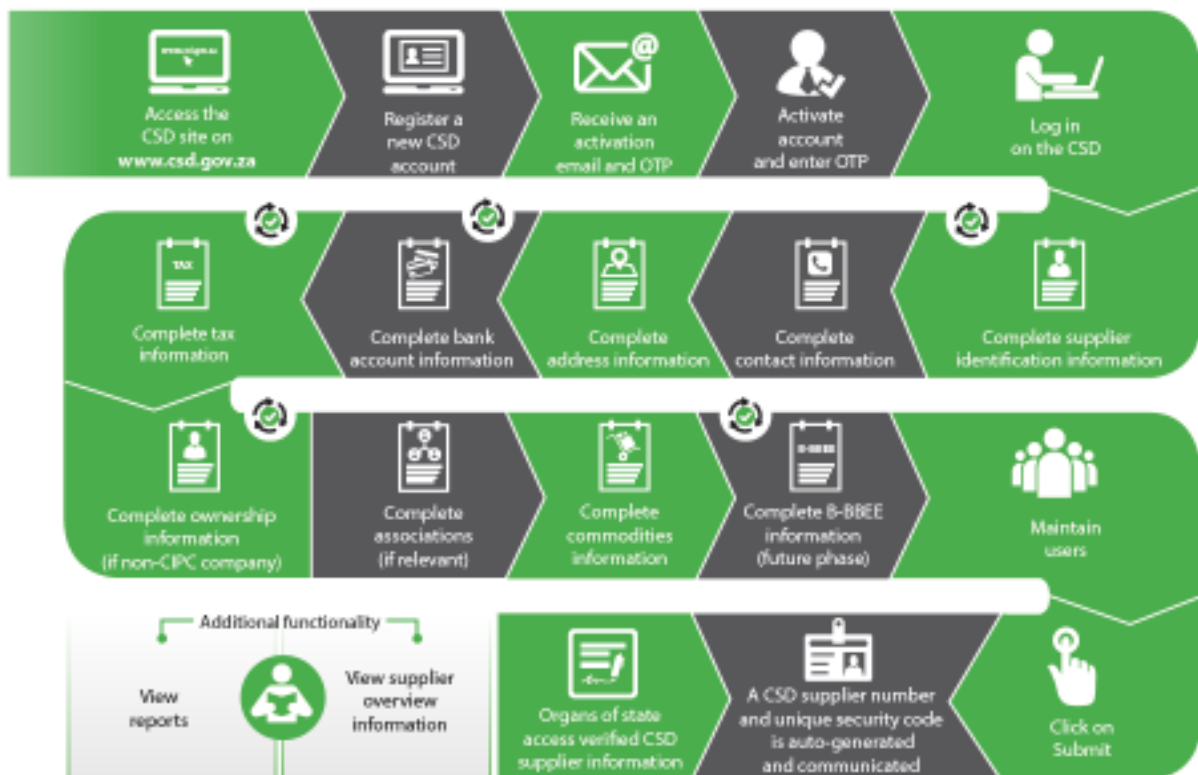 Access the
CSD site on
www.csd.gov.za
Register a
new CSD
account
Receive an
activation
email and OTP
Activate
account
and enter OTP
Log in
on the CSD
Complete supplier
identification information
Complete
contact information
Complete
address information
Complete bank
account information
TAX
Complete tax
information
Complete ownership
information
(if non-CIPC company)
Complete
associations
(if relevant)
Complete
commodities
information
B-BBEE
Complete B-BBEE
information
(future phase)
Maintain
users
Click on
Submit
A CSD supplier number
and unique security code
is auto-generated
and communicated
Organs of state
access verified CSD
supplier information
Additional functionality
View
reports
View supplier
overview
information